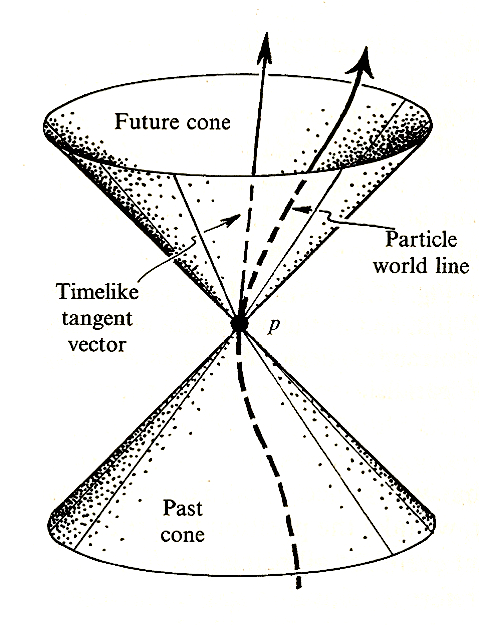 Future cone
Particle
world line
Timelike
tangent
vector
p
Past
cone